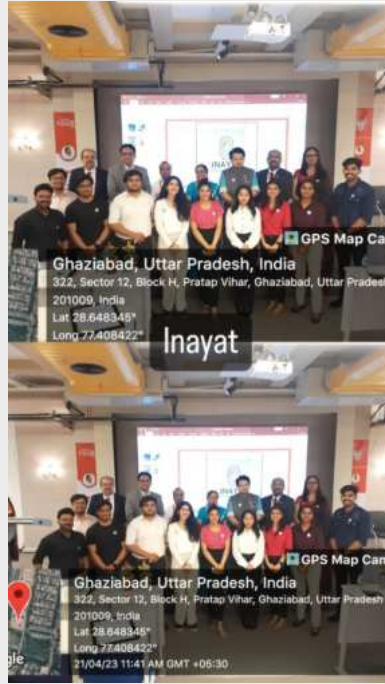 INAYAT
GPS Map Cam
Ghaziabad, Uttar Pradesh, India
322, Sector 12, Block H, Pratap Vihar, Ghaziabad, Uttar Pradesh
201009, India
Lat 28.648345°
Long 77.408422°
Inayat
INAYAT
GPS Map Cam
Ghaziabad, Uttar Pradesh, India
322, Sector 12, Block H, Pratap Vihar, Ghaziabad, Uttar Pradesh
201009, India
Lat 28.648345°
Long 77.408422°
21/04/23 11:41 AM GMT +05:30
gle